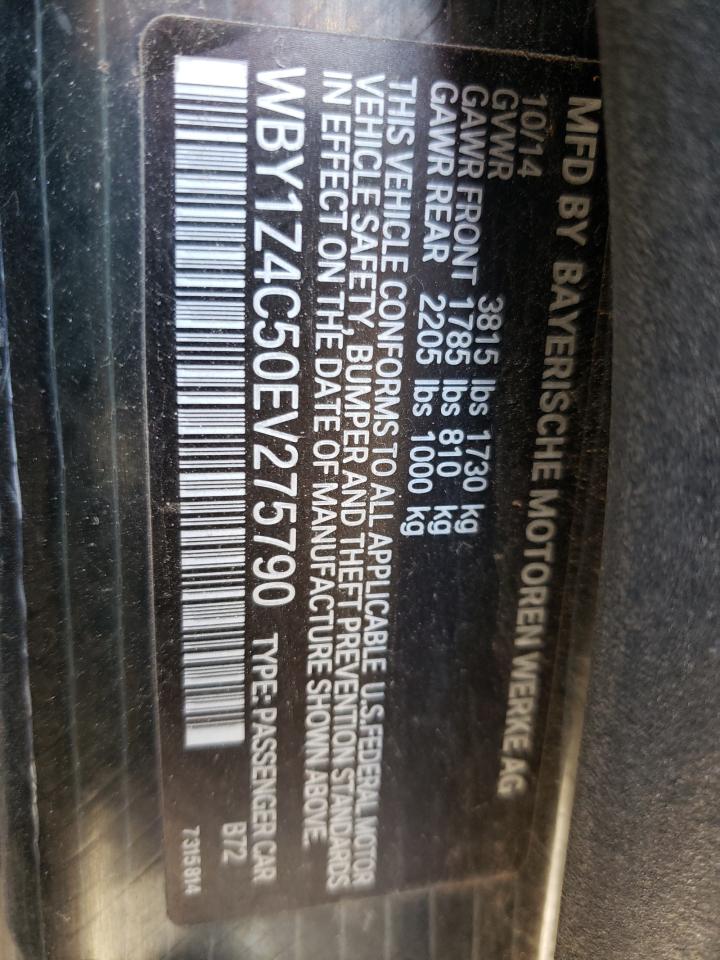 MFD BY BAYERISCHE MOTOREN WERKE AG
10/14
GVWR 3815 lbs 1730 kg
GAWR FRONT 1785 lbs 810 kg
GAWR REAR 2205 lbs 1000 kg
THIS VEHICLE CONFORMS TO ALL APPLICABLE U.S.FEDERAL MOTOR
VEHICLE SAFETY, BUMPER AND THEFT PREVENTION STANDARDS
IN EFFECT ON THE DATE OF MANUFACTURE SHOWN ABOVE
WBY1Z4C50EV275790 TYPE: PASSENGER CAR
B72
7315814